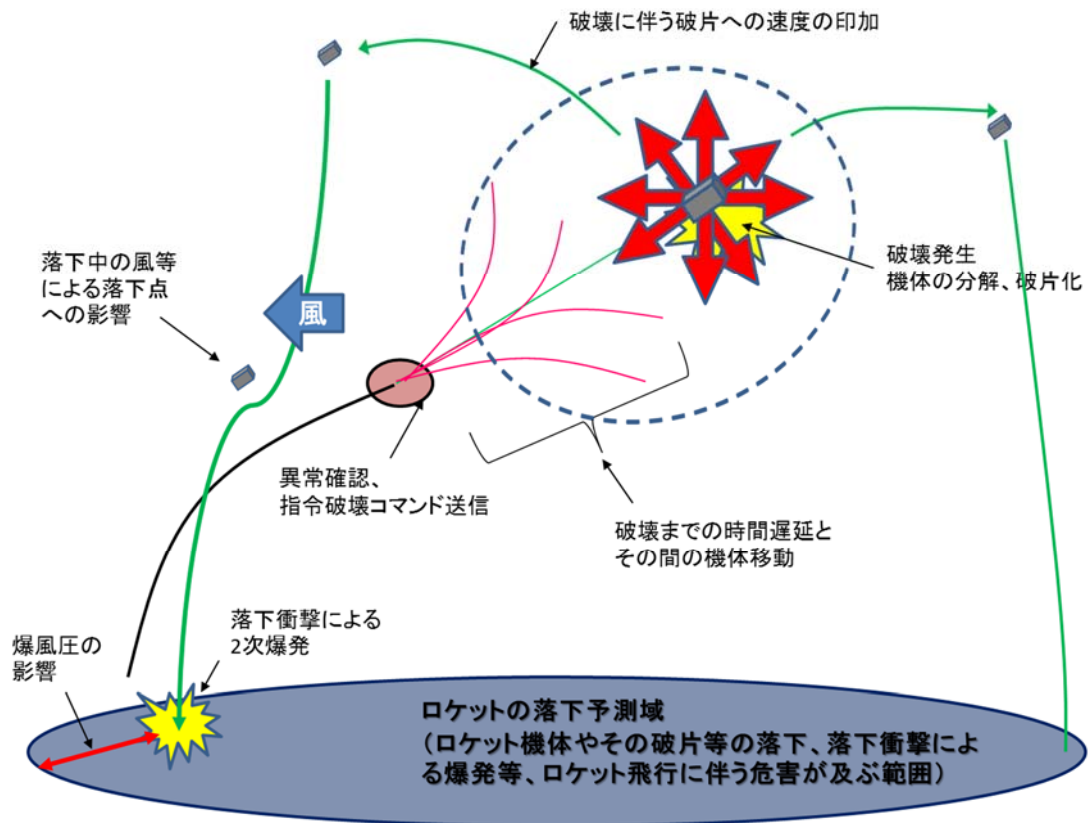 破壊に伴う破片への速度の印加
落下中の風等
による落下点
への影響
風
破壊発生
機体の分解、破片化
異常確認、
指令破壊コマンド送信
破壊までの時間遅延と
その間の機体移動
落下衝撃による
2次爆発
爆風圧の
影響
ロケットの落下予測域
（ロケット機体やその破片等の落下、落下衝撃によ
る爆発等、ロケット飛行に伴う危害が及ぶ範囲）